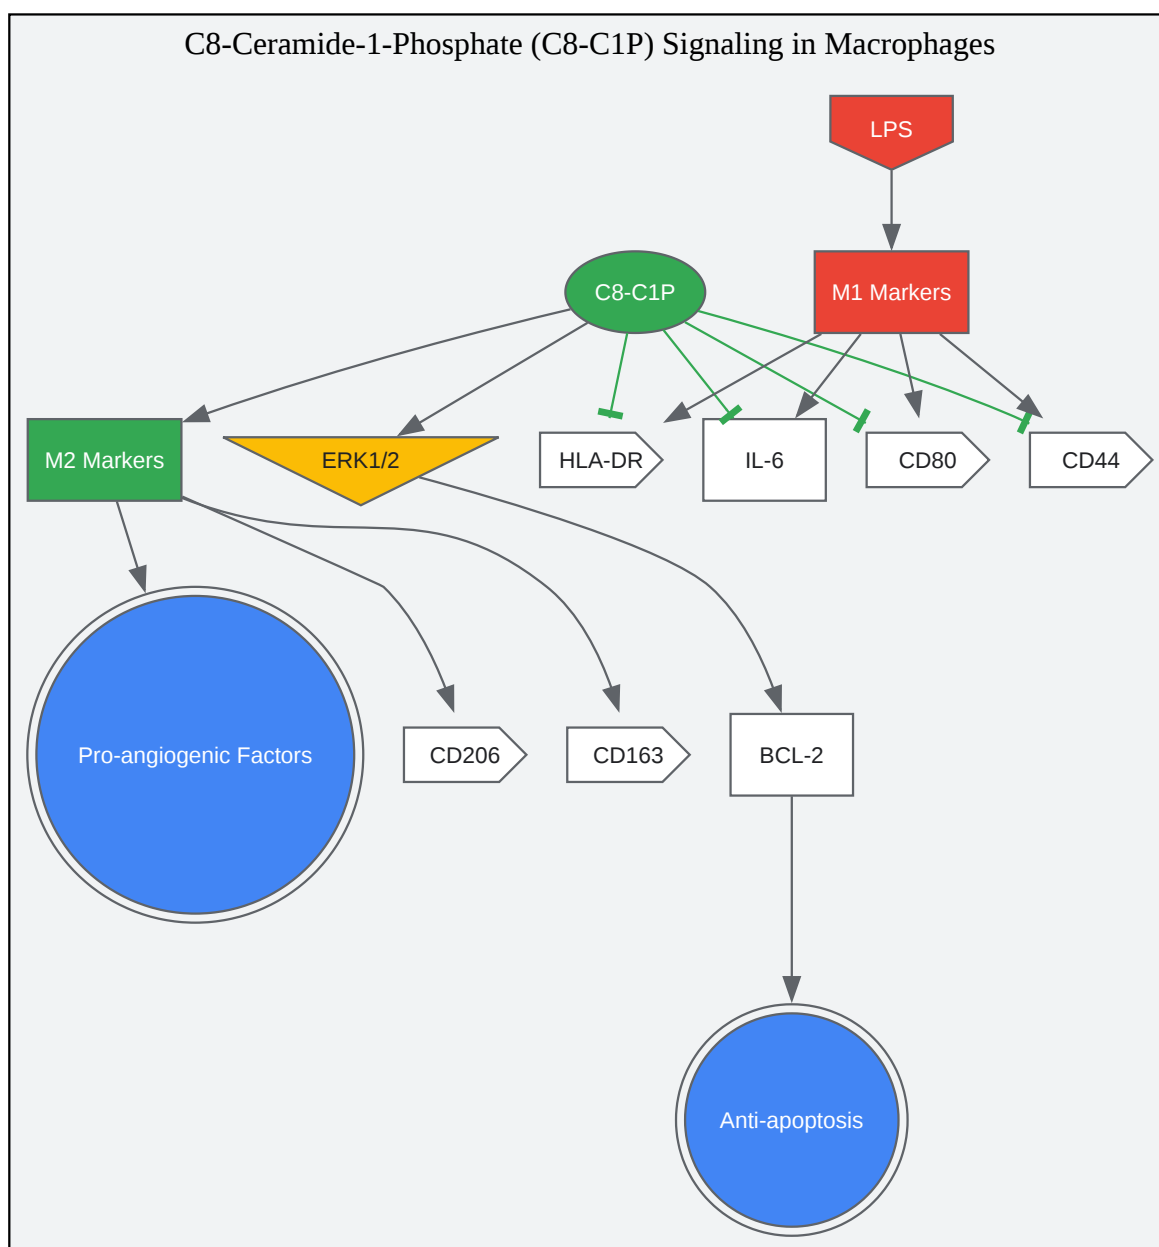 C8-Ceramide-1-Phosphate (C8-C1P) Signaling in Macrophages
LPS
C8-C1P
M1 Markers
M2 Markers
ERK1/2
HLA-DR
IL-6
CD80
CD44
Pro-angiogenic Factors
CD206
CD163
BCL-2
Anti-apoptosis